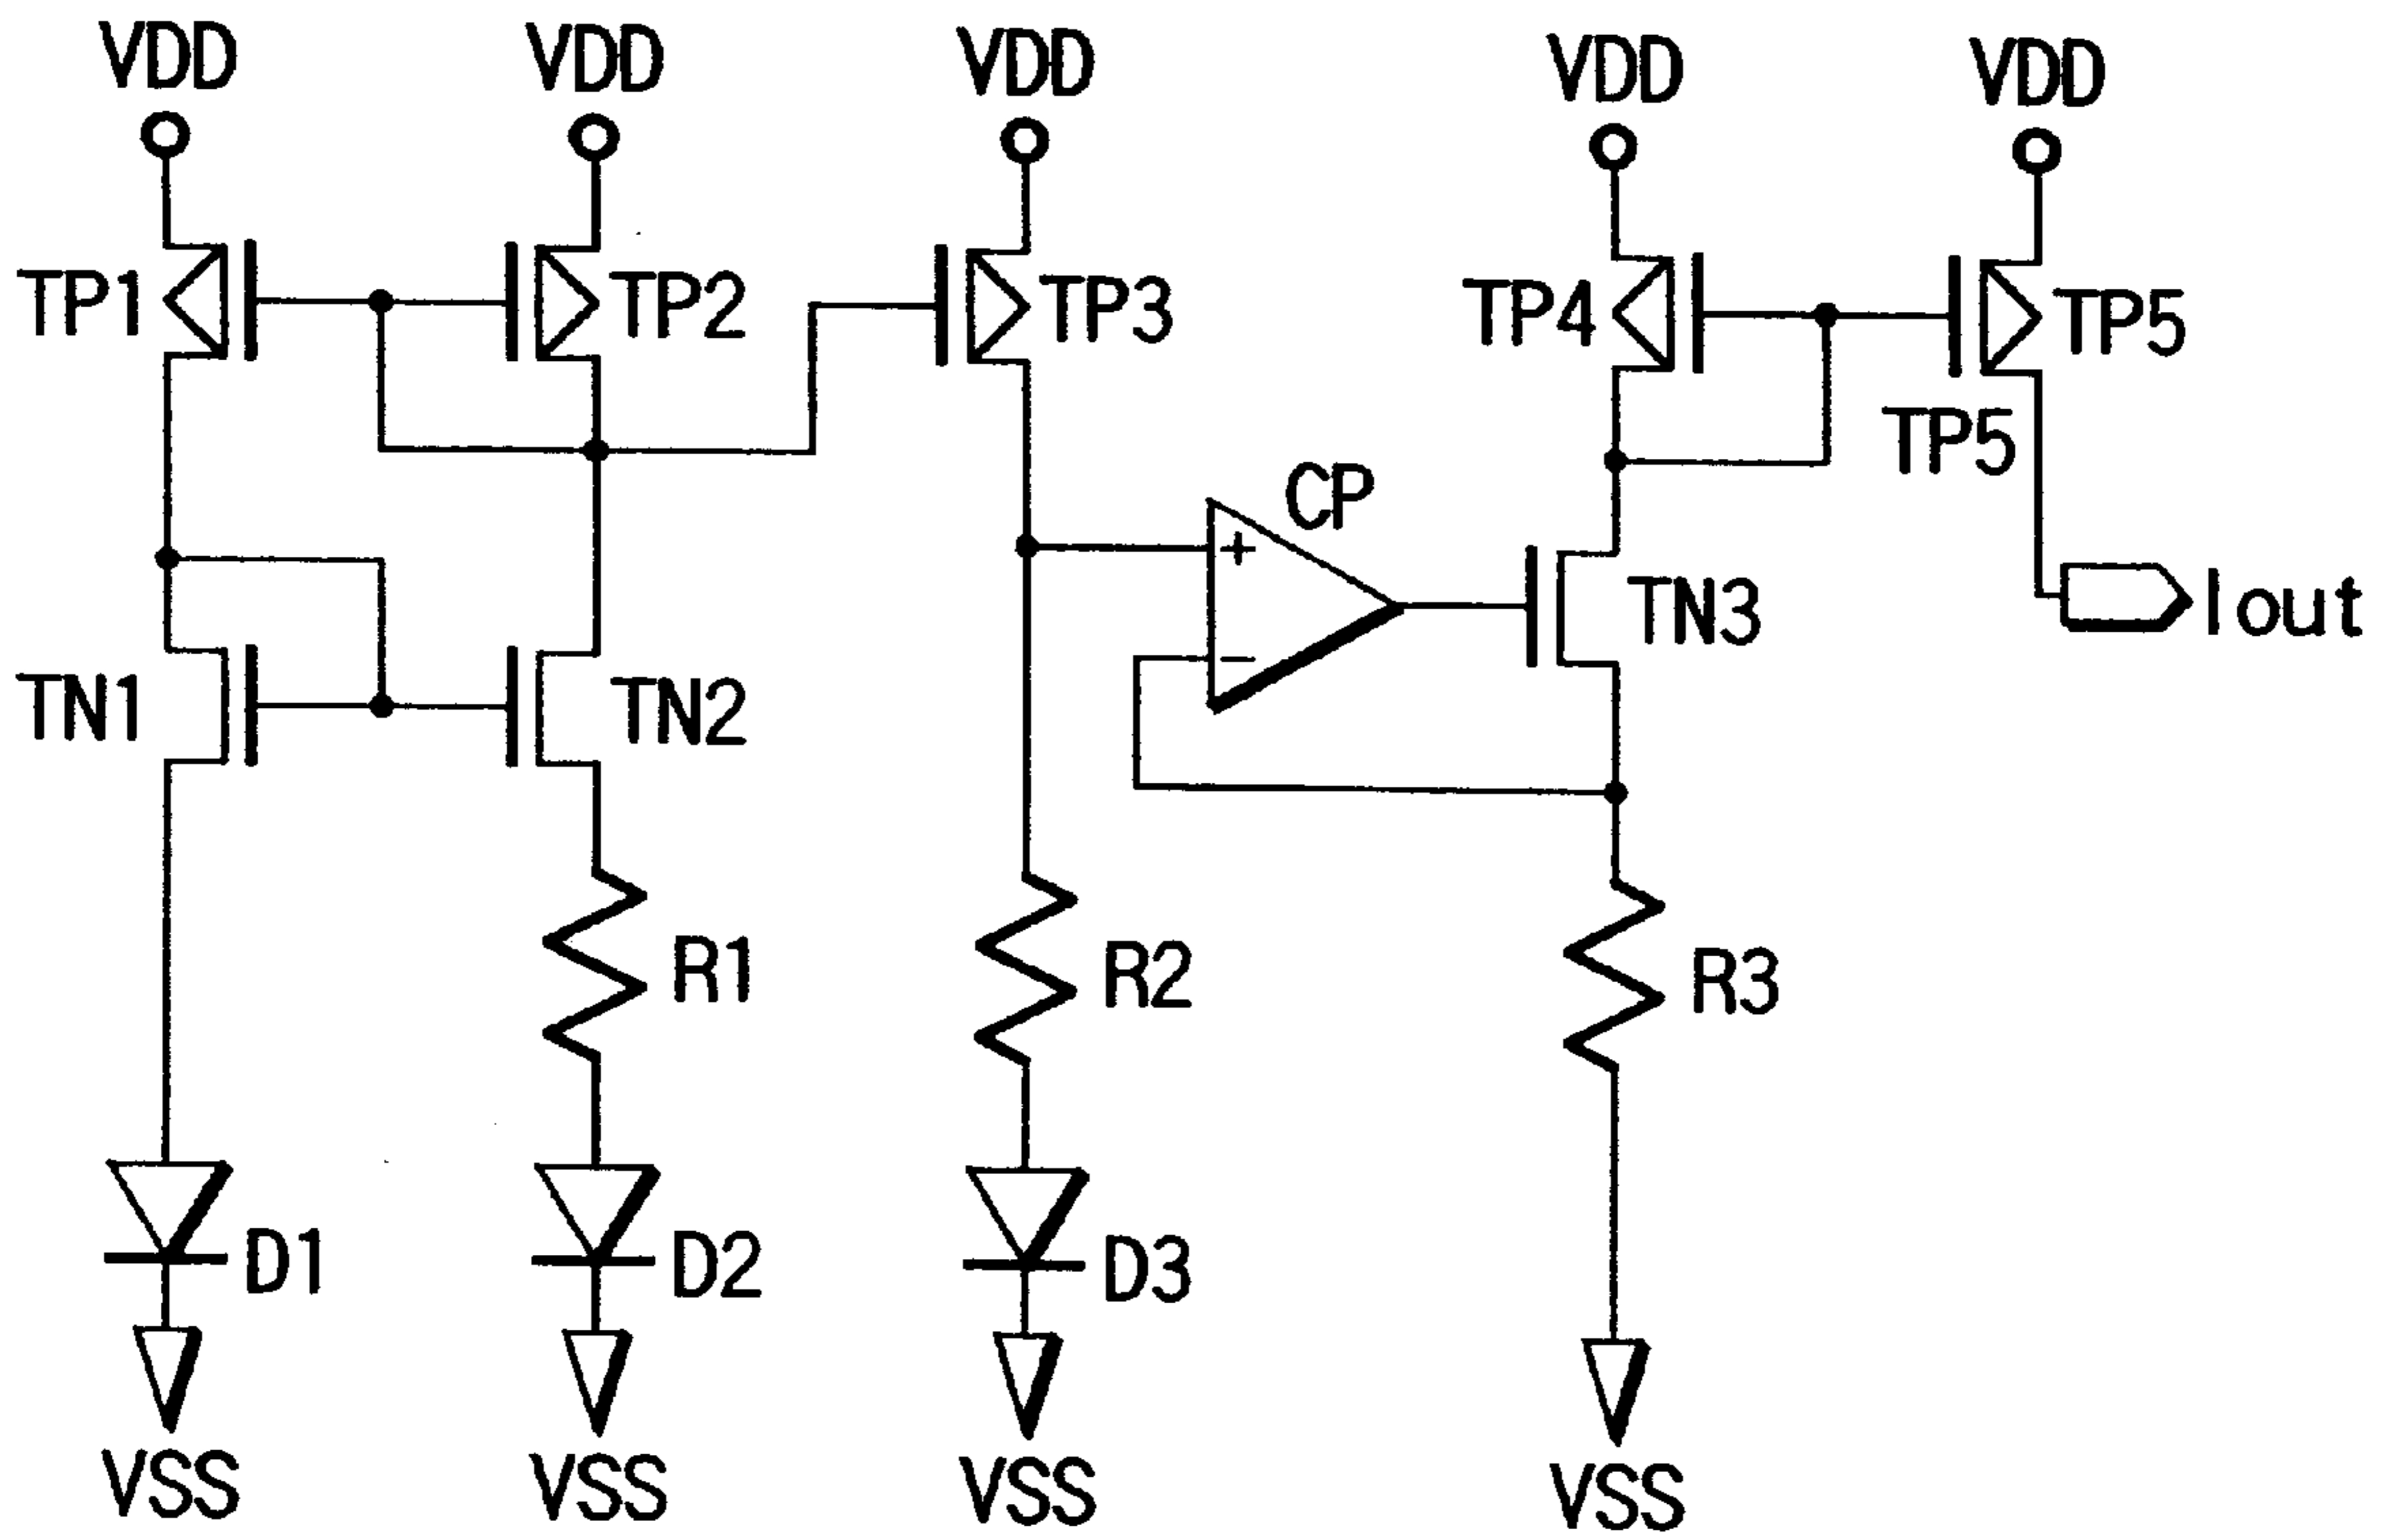 VDD VDD VDD VDD VDD
TP1 TP2 TP3 TP4 TP5
TP5
CP
+
−
TN1 TN2 TN3 Iout
R1 R2 R3
D1 D2 D3
VSS VSS VSS VSS